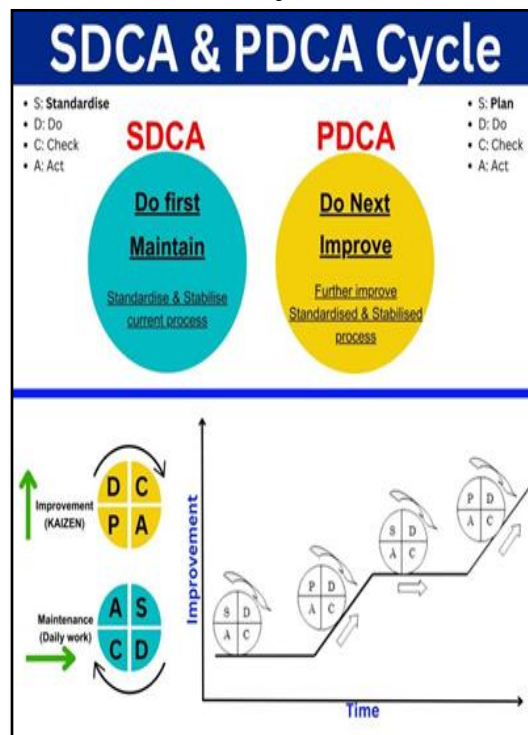 SDCA & PDCA Cycle
• S: Standardise
• D: Do
• C: Check
• A: Act
• S: Plan
• D: Do
• C: Check
• A: Act
SDCA
Do first
Maintain
Standardise & Stabilise
current process
PDCA
Do Next
Improve
Further improve
Standardised & Stabilised
process
Improvement
(KAIZEN)
D C
P A
Maintenance
(Daily work)
A S
C D
Improvement
S D
A C
P D
A C
S D
A C
P D
A C
Time